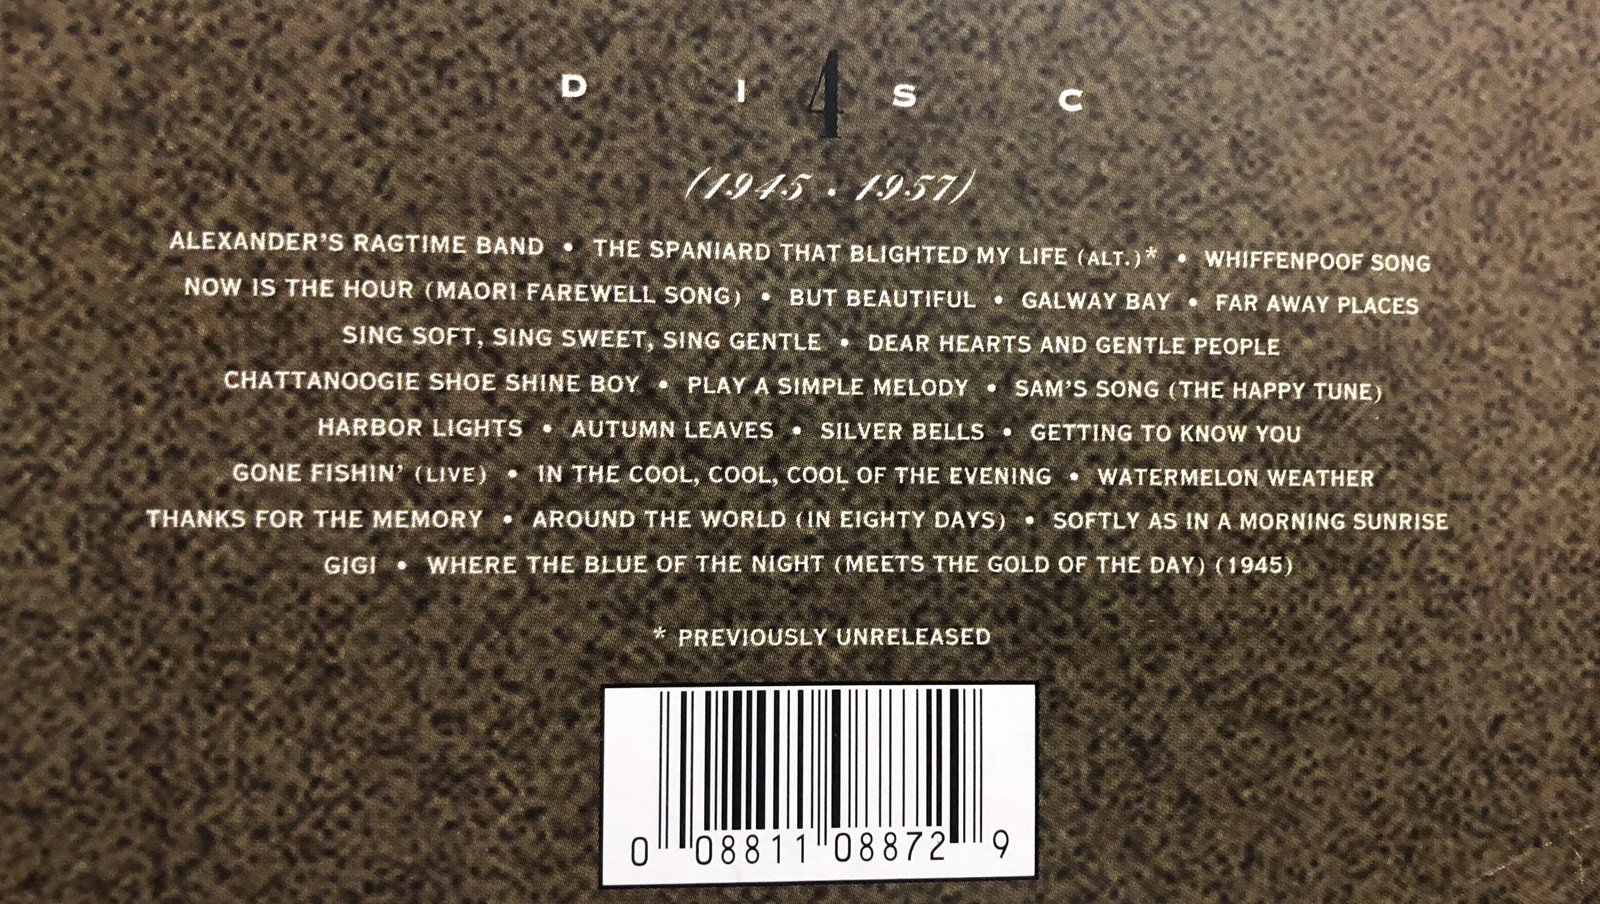 D I 4 S C
(1945 • 1957)
ALEXANDER'S RAGTIME BAND • THE SPANIARD THAT BLIGHTED MY LIFE (ALT.)* • WHIFFENPOOF SONG
NOW IS THE HOUR (MAORI FAREWELL SONG) • BUT BEAUTIFUL • GALWAY BAY • FAR AWAY PLACES
SING SOFT, SING SWEET, SING GENTLE • DEAR HEARTS AND GENTLE PEOPLE
CHATTANOOGIE SHOE SHINE BOY • PLAY A SIMPLE MELODY • SAM'S SONG (THE HAPPY TUNE)
HARBOR LIGHTS • AUTUMN LEAVES • SILVER BELLS • GETTING TO KNOW YOU
GONE FISHIN' (LIVE) • IN THE COOL, COOL, COOL OF THE EVENING • WATERMELON WEATHER
THANKS FOR THE MEMORY • AROUND THE WORLD (IN EIGHTY DAYS) • SOFTLY AS IN A MORNING SUNRISE
GIGI • WHERE THE BLUE OF THE NIGHT (MEETS THE GOLD OF THE DAY) (1945)
* PREVIOUSLY UNRELEASED
0 08811 08872 9